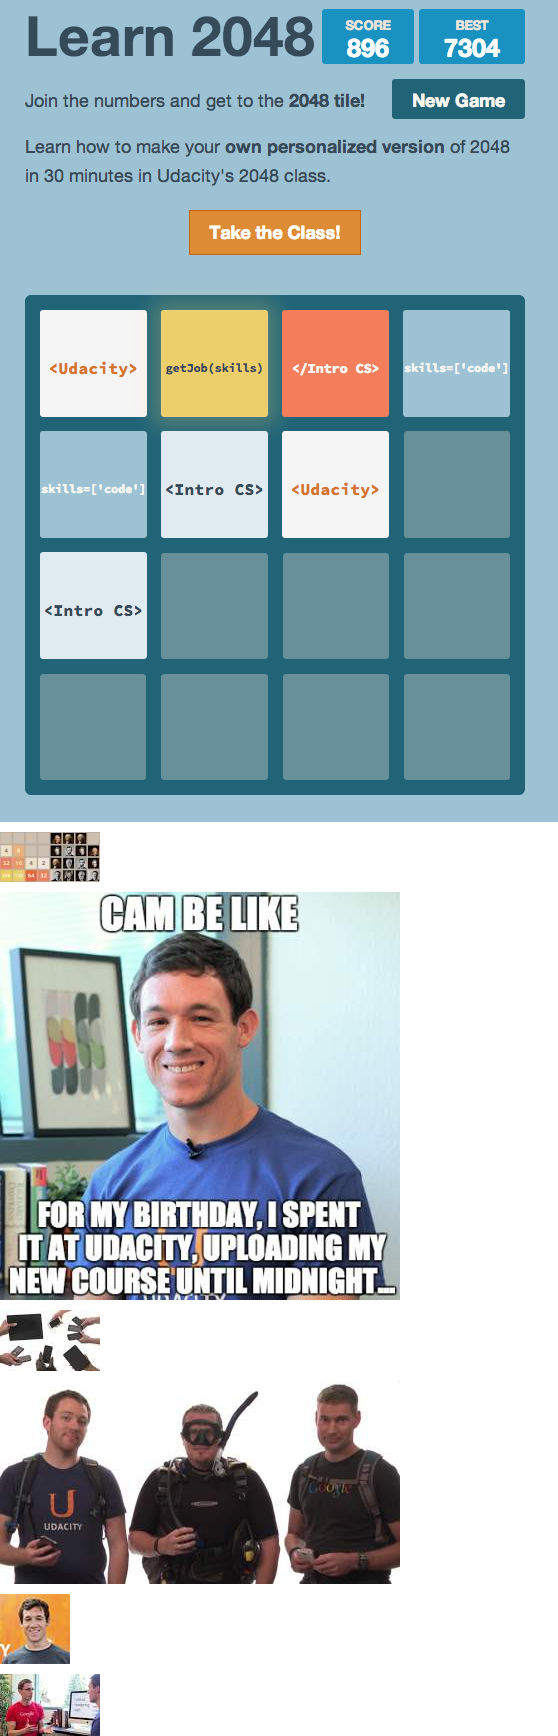 Learn 2048
SCORE
896
BEST
7304
Join the numbers and get to the 2048 tile!
New Game
Learn how to make your own personalized version of 2048
in 30 minutes in Udacity's 2048 class.
Take the Class!
<Udacity>
getJob(skills)
</Intro CS>
skills=['code']
skills=['code']
<Intro CS>
<Udacity>
<Intro CS>
CAM BE LIKE
FOR MY BIRTHDAY, I SPENT
IT AT UDACITY, UPLOADING MY
NEW COURSE UNTIL MIDNIGHT...
UDACITY
Google
Google